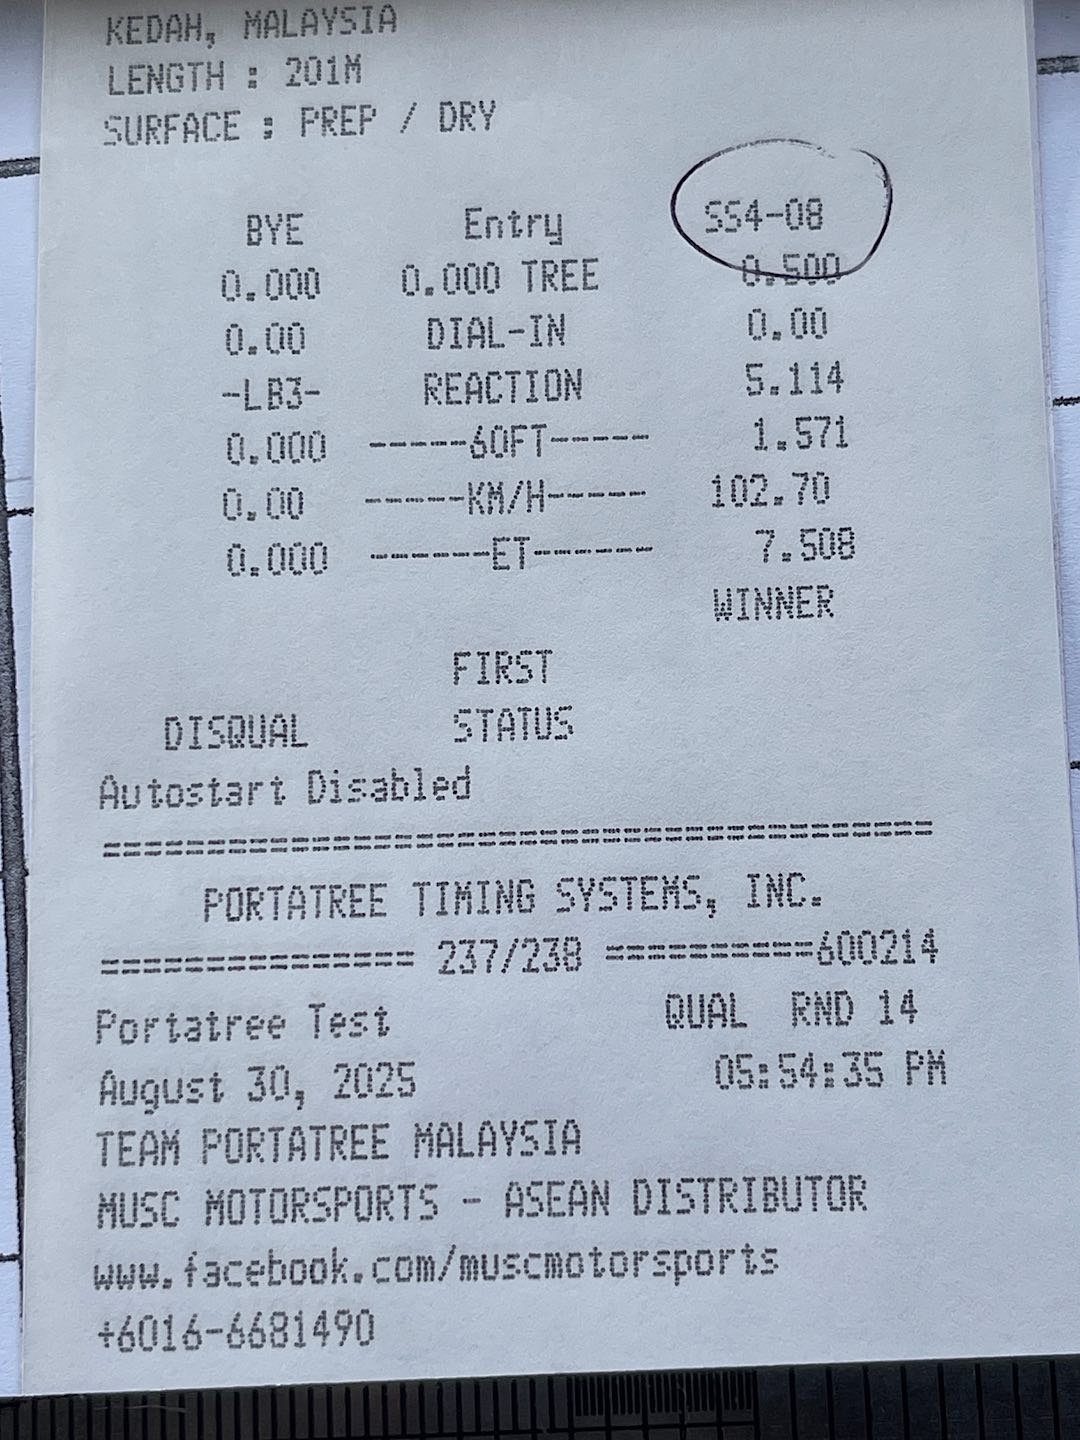 KEDAH, MALAYSIA
LENGTH : 201M
SURFACE : PREP / DRY
BYE Entry SS4-08
0.000 0.000 TREE 0.500
0.00 DIAL-IN 0.00
-LB3- REACTION 5.114
0.000 -----60FT----- 1.571
0.00 -----KM/H----- 102.70
0.000 ------ET------ 7.508
WINNER
FIRST
DISQUAL STATUS
Autostart Disabled
========================================
PORTATREE TIMING SYSTEMS, INC.
=============== 237/238 ==========600214
Portatree Test QUAL RND 14
August 30, 2025 05:54:35 PM
TEAM PORTATREE MALAYSIA
MUSC MOTORSPORTS - ASEAN DISTRIBUTOR
www.facebook.com/muscmotorsports
+6016-6681490